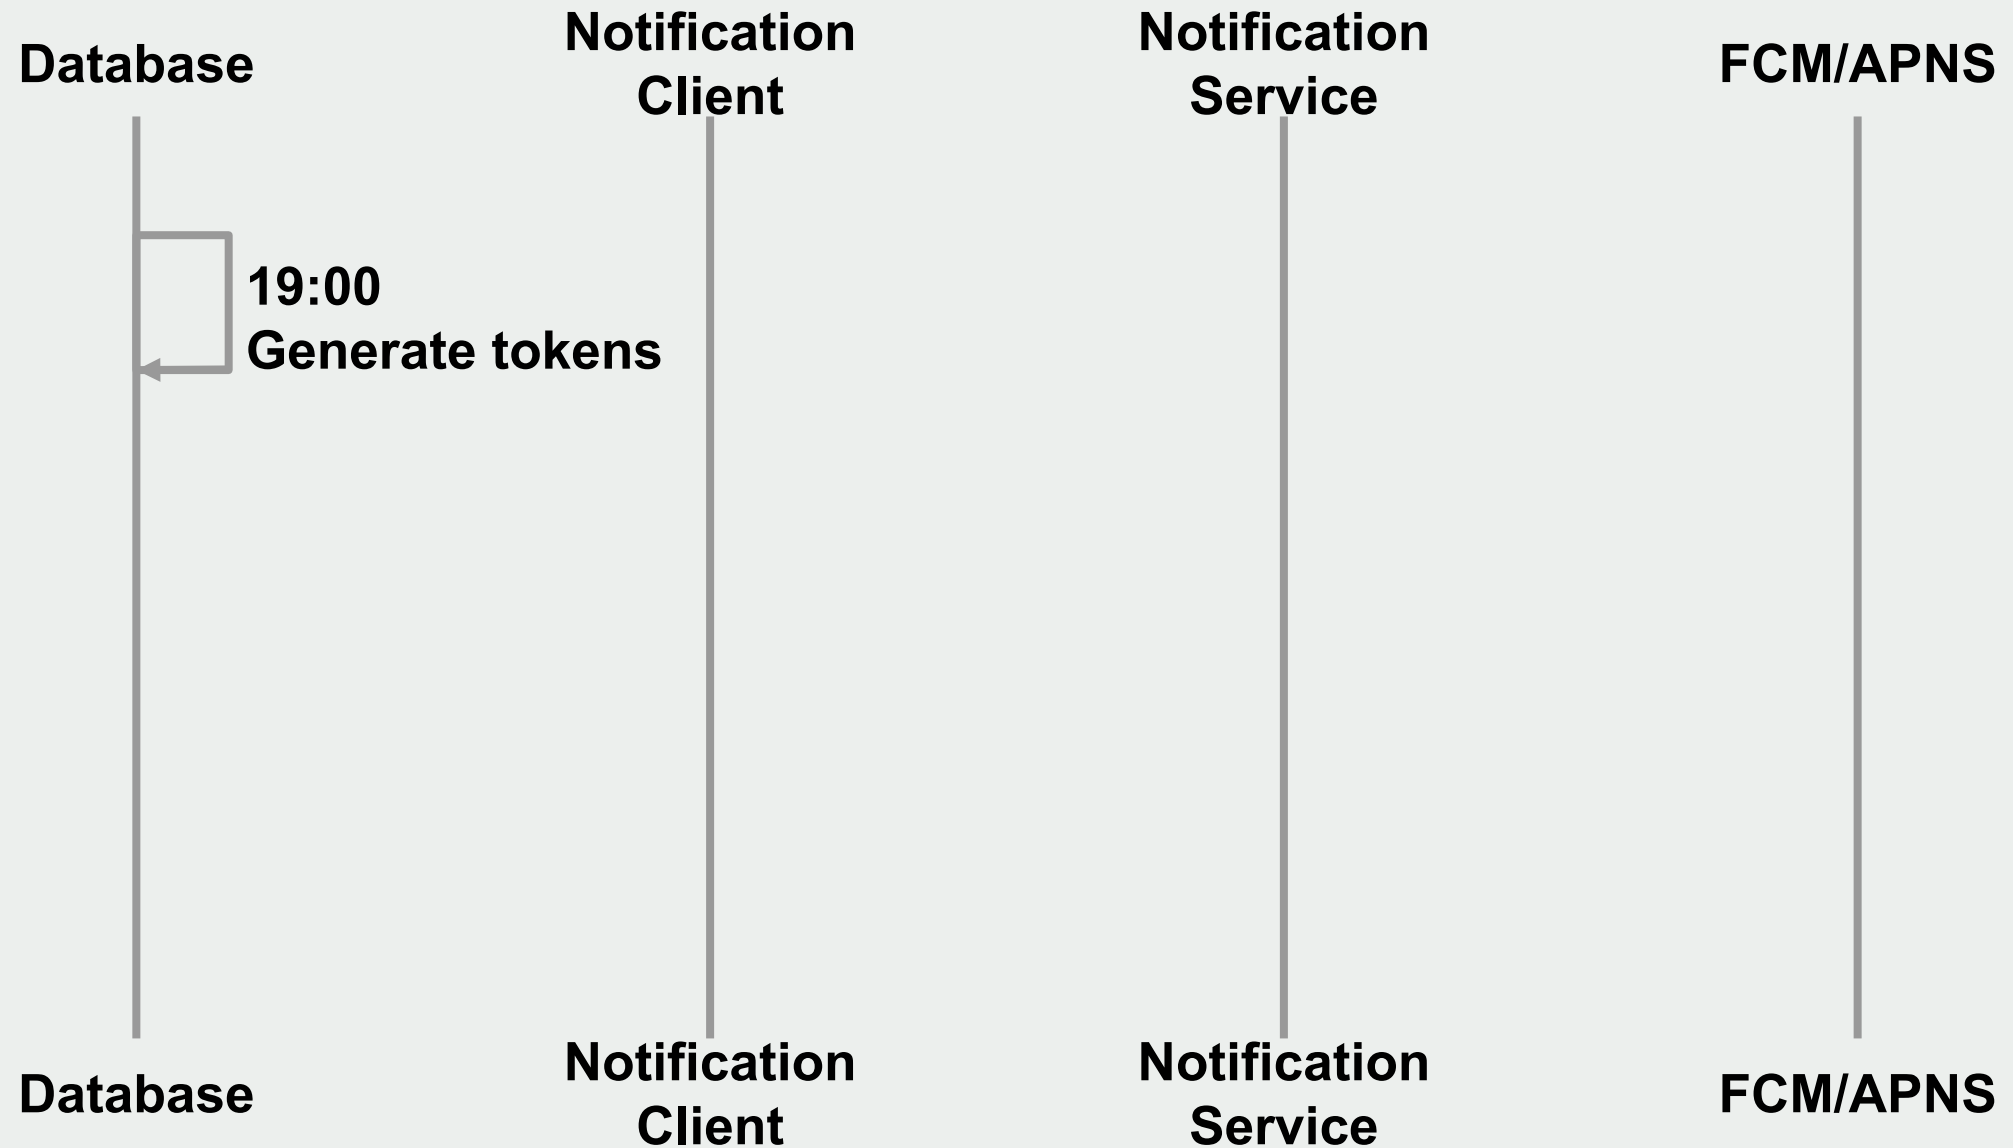 Database
Notification
Client
Notification
Service
FCM/APNS
19:00
Generate tokens
Database
Notification
Client
Notification
Service
FCM/APNS